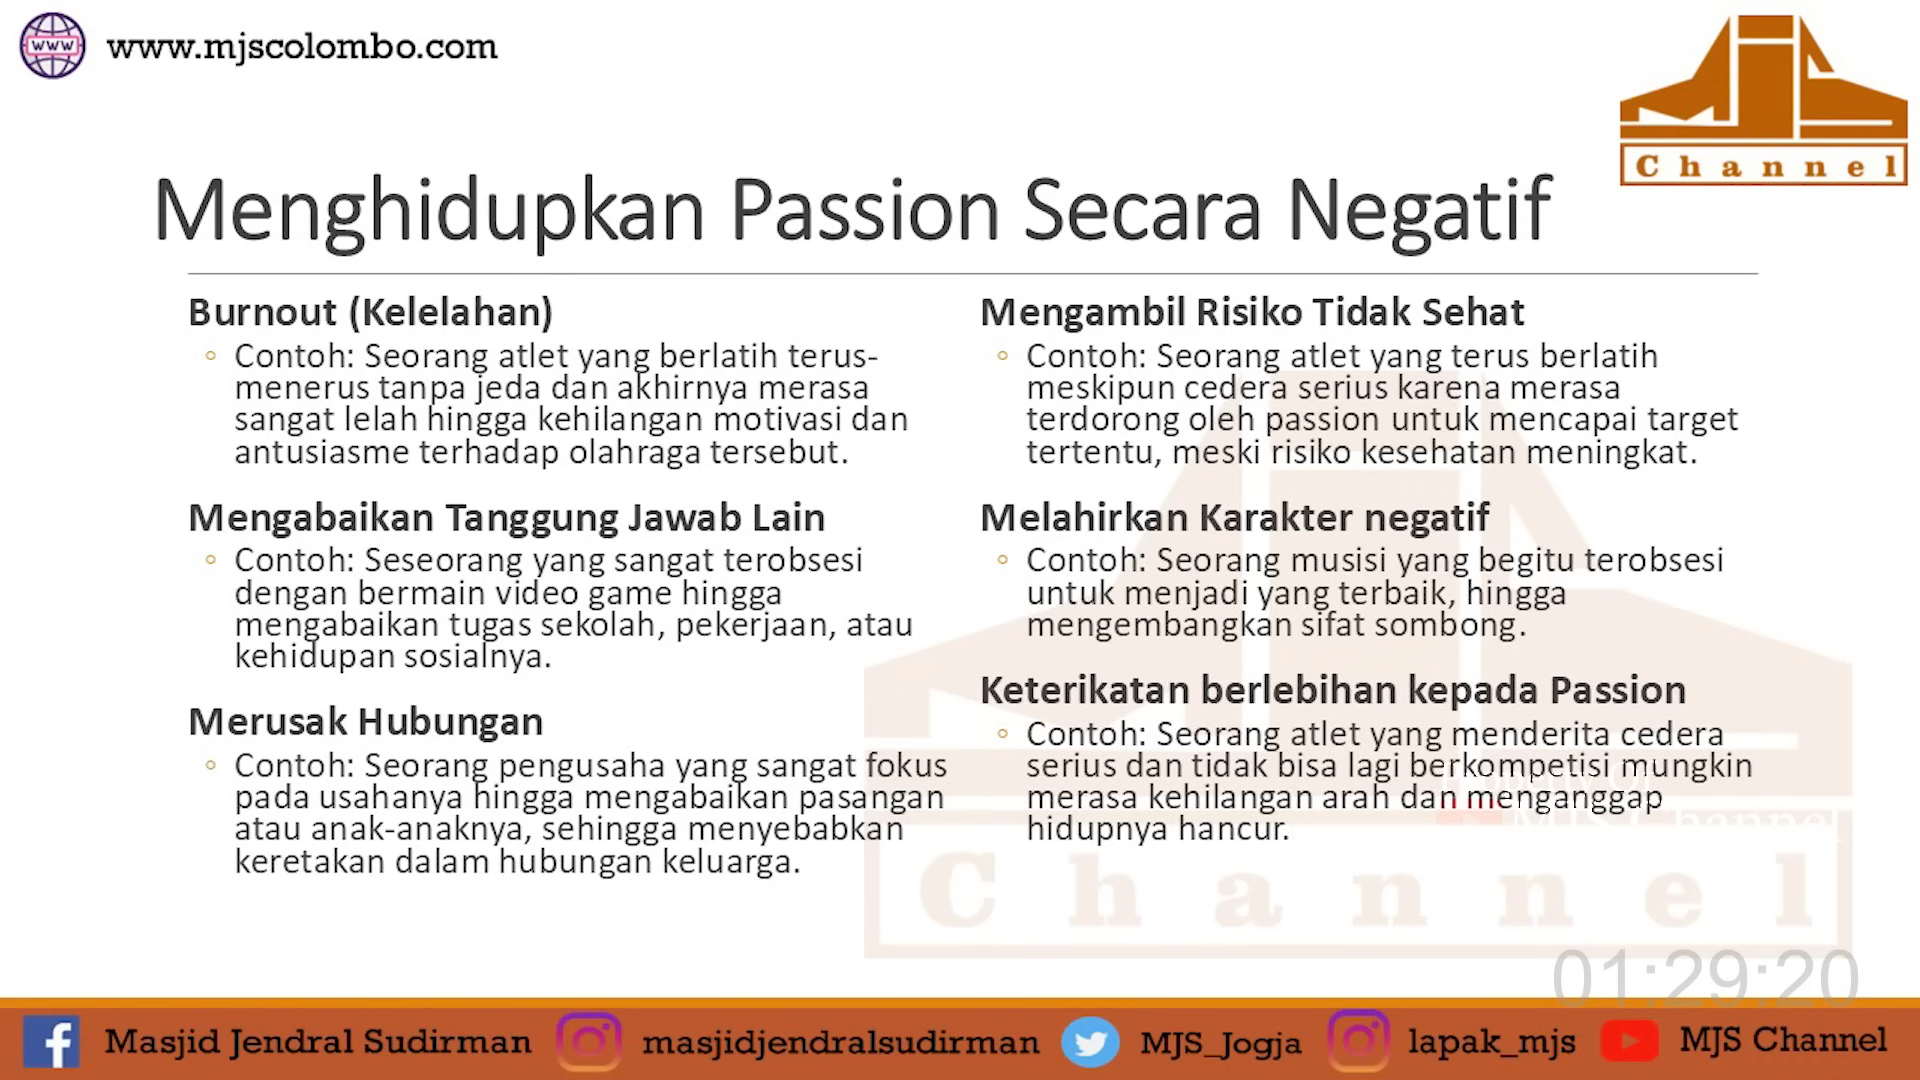 www
www.mjscolombo.com
Channel
Menghidupkan Passion Secara Negatif
Burnout (Kelelahan)
◦ Contoh: Seorang atlet yang berlatih terus-
menerus tanpa jeda dan akhirnya merasa
sangat lelah hingga kehilangan motivasi dan
antusiasme terhadap olahraga tersebut.
Mengabaikan Tanggung Jawab Lain
◦ Contoh: Seseorang yang sangat terobsesi
dengan bermain video game hingga
mengabaikan tugas sekolah, pekerjaan, atau
kehidupan sosialnya.
Merusak Hubungan
◦ Contoh: Seorang pengusaha yang sangat fokus
pada usahanya hingga mengabaikan pasangan
atau anak-anaknya, sehingga menyebabkan
keretakan dalam hubungan keluarga.
Mengambil Risiko Tidak Sehat
◦ Contoh: Seorang atlet yang terus berlatih
meskipun cedera serius karena merasa
terdorong oleh passion untuk mencapai target
tertentu, meski risiko kesehatan meningkat.
Melahirkan Karakter negatif
◦ Contoh: Seorang musisi yang begitu terobsesi
untuk menjadi yang terbaik, hingga
mengembangkan sifat sombong.
Keterikatan berlebihan kepada Passion
◦ Contoh: Seorang atlet yang menderita cedera
serius dan tidak bisa lagi berkompetisi mungkin
merasa kehilangan arah dan menganggap
hidupnya hancur.
MJS Channel
Channel
01:29:20
Masjid Jendral Sudirman
masjidjendralsudirman
MJS_Jogja
lapak_mjs
MJS Channel